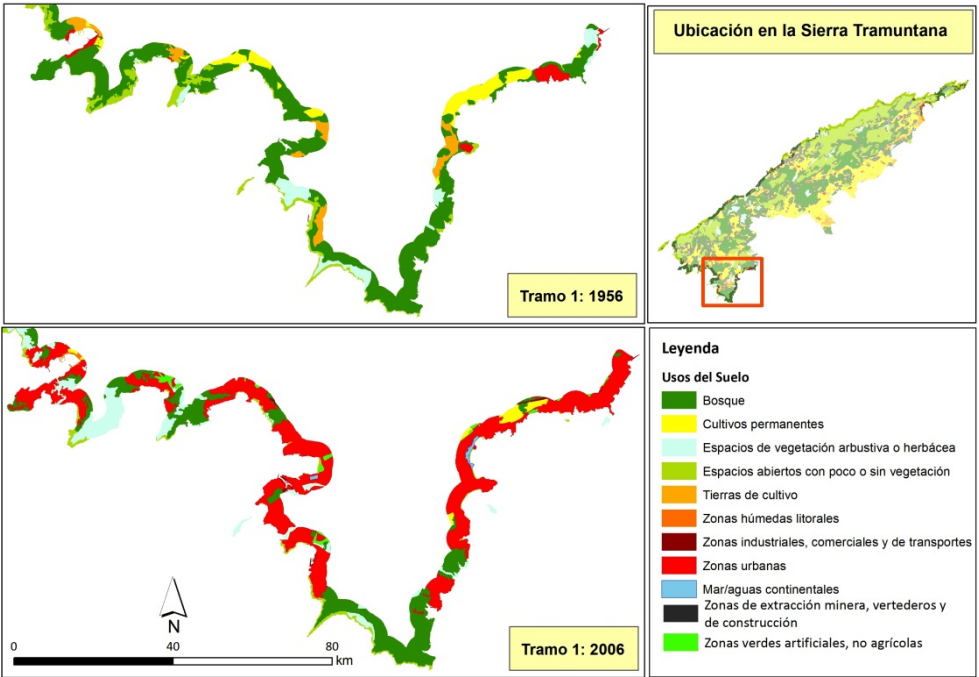 Ubicación en la Sierra Tramuntana
Tramo 1: 1956
Tramo 1: 2006
N
0 40 80
km
Leyenda
Usos del Suelo
Bosque
Cultivos permanentes
Espacios de vegetación arbustiva o herbácea
Espacios abiertos con poco o sin vegetación
Tierras de cultivo
Zonas húmedas litorales
Zonas industriales, comerciales y de transportes
Zonas urbanas
Mar/aguas continentales
Zonas de extracción minera, vertederos y
de construcción
Zonas verdes artificiales, no agrícolas